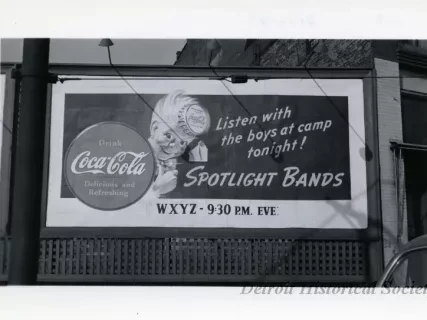 Listen with
the boys at camp
tonight!
Drink
Coca-Cola
Delicious and
Refreshing
SPOTLIGHT BANDS
WXYZ - 9:30 P.M. EVE
Detroit Historical Society